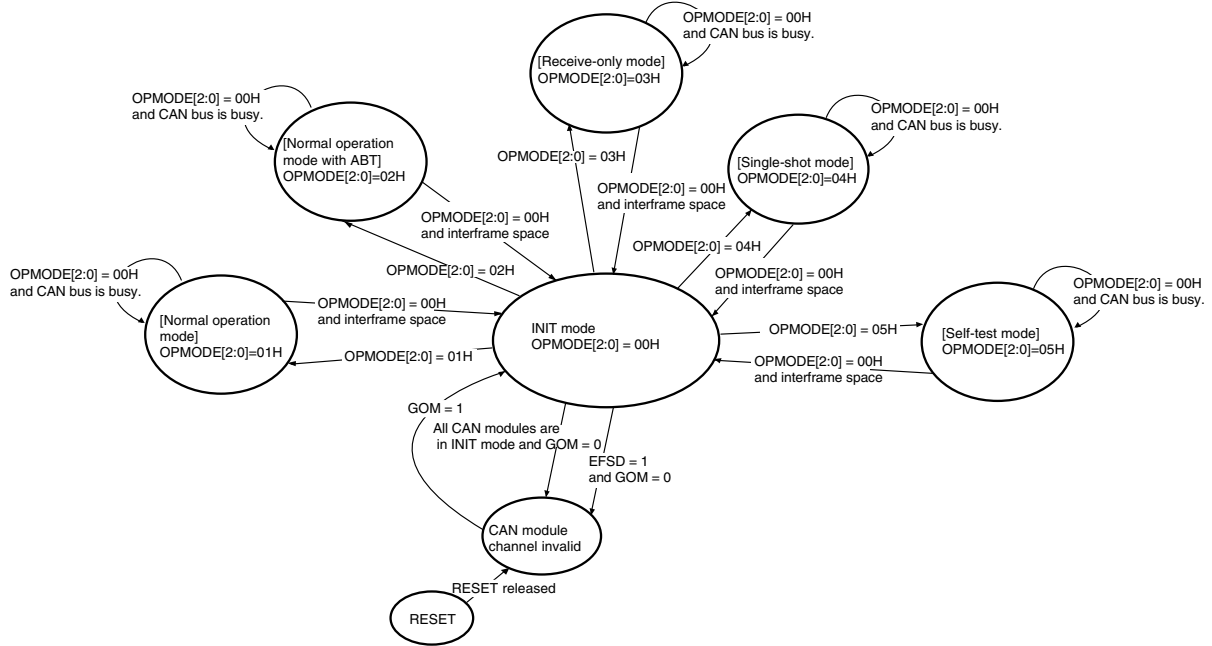 OPMODE[2:0] = 00H
and CAN bus is busy.
[Receive-only mode]
OPMODE[2:0]=03H
OPMODE[2:0] = 00H
and CAN bus is busy.
[Normal operation
mode with ABT]
OPMODE[2:0]=02H
OPMODE[2:0] = 00H
and CAN bus is busy.
[Single-shot mode]
OPMODE[2:0]=04H
OPMODE[2:0] = 03H
OPMODE[2:0] = 00H
and interframe space
OPMODE[2:0] = 00H
and interframe space
OPMODE[2:0] = 04H
OPMODE[2:0] = 02H
OPMODE[2:0] = 00H
and interframe space
OPMODE[2:0] = 00H
and CAN bus is busy.
OPMODE[2:0] = 00H
and CAN bus is busy.
[Normal operation
mode]
OPMODE[2:0]=01H
OPMODE[2:0] = 00H
and interframe space
OPMODE[2:0] = 01H
INIT mode
OPMODE[2:0] = 00H
OPMODE[2:0] = 05H
OPMODE[2:0] = 00H
and interframe space
[Self-test mode]
OPMODE[2:0]=05H
GOM = 1
All CAN modules are
in INIT mode and GOM = 0
EFSD = 1
and GOM = 0
CAN module
channel invalid
RESET released
RESET